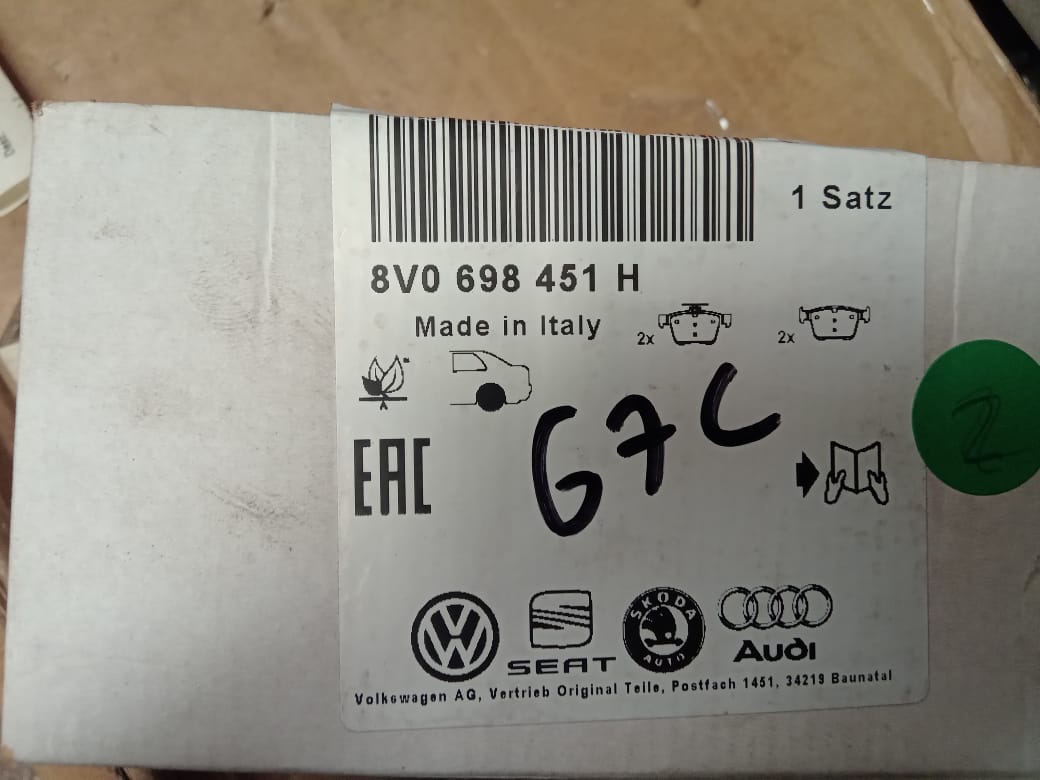 1 Satz
8V0 698 451 H
Made in Italy
2x
2x
G7C
EAC
2
SEAT
SKODA
AUTO
Audi
Volkswagen AG, Vertrieb Original Teile, Postfach 1451, 34219 Baunatal